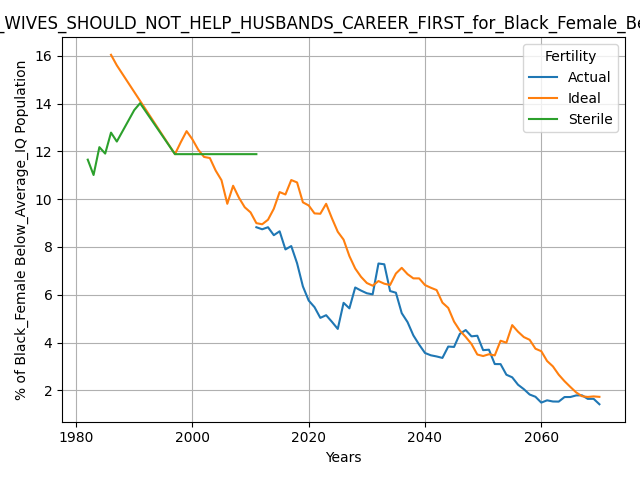 _WIVES_SHOULD_NOT_HELP_HUSBANDS_CAREER_FIRST_for_Black_Female_Be
16
14
12
10
8
6
4
2
% of Black_Female Below_Average_IQ Population
Fertility
Actual
Ideal
Sterile
1980
2000
2020
2040
2060
Years